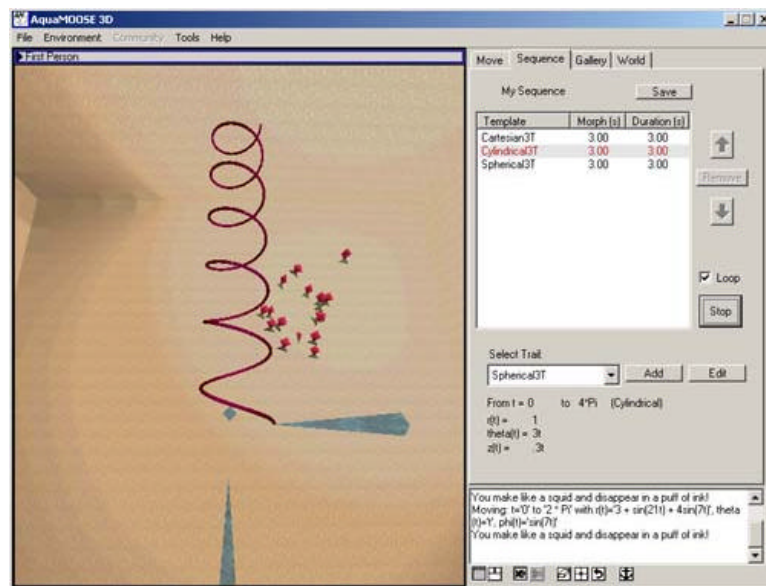 AquaMOOSE 3D
File Environment Community Tools Help
First Person
Move Sequence Gallery World
My Sequence Save
Template Morph (s) Duration (s)
Cartesian3T 3.00 3.00
Cylindrical3T 3.00 3.00
Spherical3T 3.00 3.00
Remove
Loop
Stop
Select Trail:
Spherical3T Add Edit
From t = 0 to 4*Pi (Cylindrical)
r(t) = 1
theta(t) = 3t
z(t) = .3t
You make like a squid and disappear in a puff of ink!
Moving: t='0' to '2 * Pi' with r(t)='3 + sin(21t) + 4sin(7t)', theta
(t)='t', phi(t)='sin(7t)'
You make like a squid and disappear in a puff of ink!